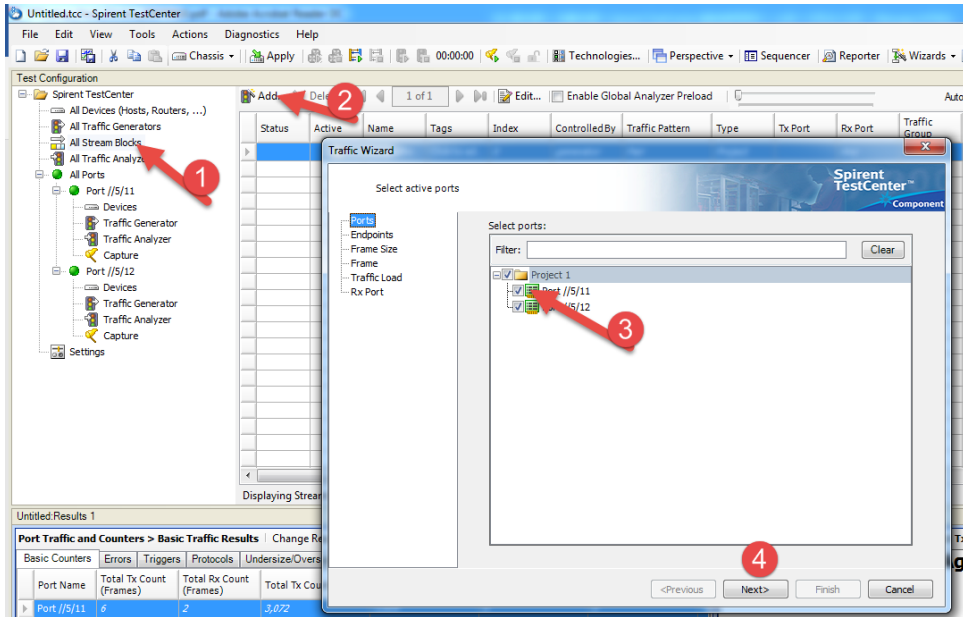 Untitled.tcc - Spirent TestCenter
File Edit View Tools Actions Diagnostics Help
Chassis Apply 00:00:00 Technologies... Perspective Sequencer Reporter Wizards
Test Configuration
Spirent TestCenter
All Devices (Hosts, Routers, ...)
All Traffic Generators
All Stream Blocks
All Traffic Analyz
All Ports
Port //5/11
Devices
Traffic Generator
Traffic Analyzer
Capture
Port //5/12
Devices
Traffic Generator
Traffic Analyzer
Capture
Settings
1
Add Dele 1 of 1 Edit... Enable Global Analyzer Preload Auto
2
Status Active Name Tags Index Controlled By Traffic Pattern Type Tx Port Rx Port Traffic Group
Traffic Wizard
Select active ports
Spirent
TestCenter™
Component
Ports
Endpoints
Frame Size
Frame
Traffic Load
Rx Port
Select ports:
Filter: Clear
Project 1
Port //5/11
//5/12
3
4
<Previous Next> Finish Cancel
Displaying Strear
Untitled:Results 1
Port Traffic and Counters > Basic Traffic Results Change Re
Basic Counters Errors Triggers Protocols Undersize/Overs
Port Name Total Tx Count (Frames) Total Rx Count (Frames) Total Tx Cou
Port //5/11 6 2 3,072